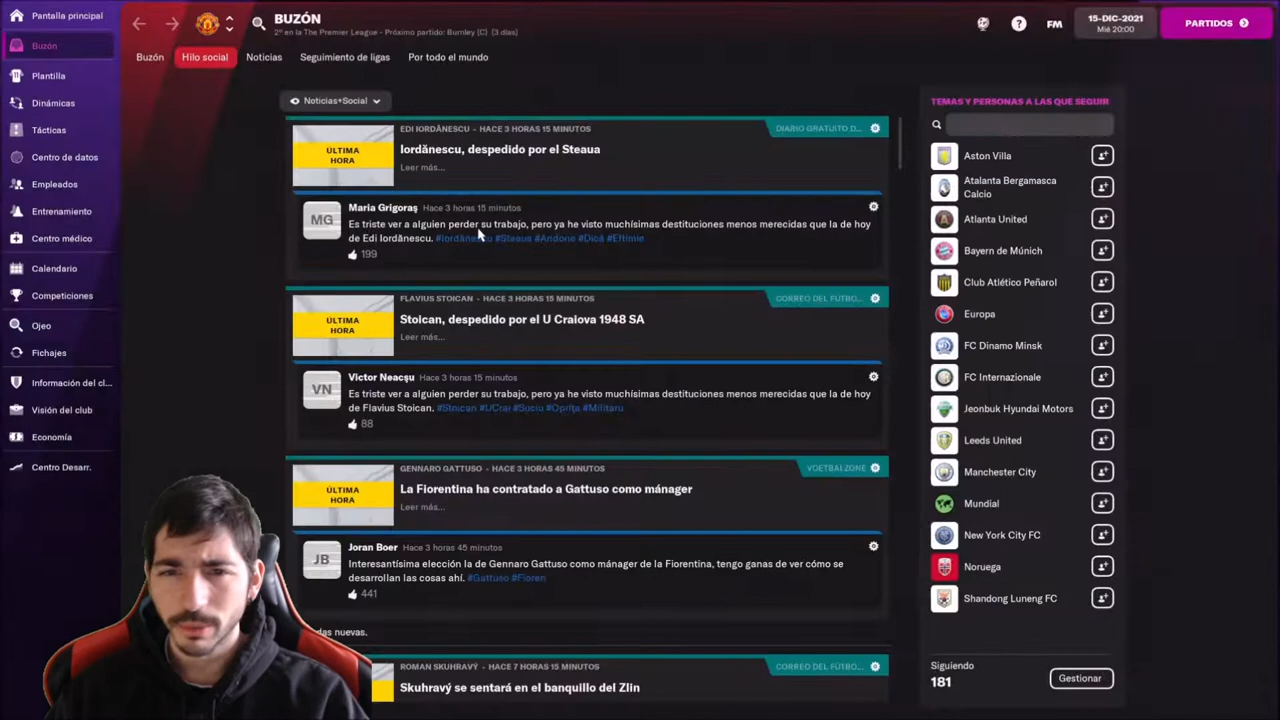 Pantalla principal
Buzón
Plantilla
Dinámicas
Tácticas
Centro de datos
Empleados
Entrenamiento
Centro médico
Calendario
Competiciones
Ojeo
Fichajes
Información del cl...
Visión del club
Economía
Centro Desarr.
BUZÓN
2º en la The Premier League - Próximo partido: Burnley (C) (3 días)
FM
15-DIC-2021
Mié 20:00
PARTIDOS
Buzón
Hilo social
Noticias
Seguimiento de ligas
Por todo el mundo
Noticias+Social
ÚLTIMA
HORA
EDI IORDĂNESCU - HACE 3 HORAS 15 MINUTOS
DIARIO GRATUITO D...
Iordănescu, despedido por el Steaua
Leer más...
MG
Maria Grigoraş Hace 3 horas 15 minutos
Es triste ver a alguien perder su trabajo, pero ya he visto muchísimas destituciones menos merecidas que la de hoy
de Edi Iordănescu. #Iordănescu #Steaua #Andone #Dică #Eftimie
199
ÚLTIMA
HORA
FLAVIUS STOICAN - HACE 3 HORAS 15 MINUTOS
CORREO DEL FÚTBO...
Stoican, despedido por el U Craiova 1948 SA
Leer más...
VN
Victor Neacşu Hace 3 horas 15 minutos
Es triste ver a alguien perder su trabajo, pero ya he visto muchísimas destituciones menos merecidas que la de hoy
de Flavius Stoican. #Stoican #UCrai #Suciu #Opriţa #Militaru
88
ÚLTIMA
HORA
GENNARO GATTUSO - HACE 3 HORAS 45 MINUTOS
VOETBALZONE
La Fiorentina ha contratado a Gattuso como mánager
Leer más...
JB
Joran Boer Hace 3 horas 45 minutos
Interesantísima elección la de Gennaro Gattuso como mánager de la Fiorentina, tengo ganas de ver cómo se
desarrollan las cosas ahí. #Gattuso #Fioren
441
nuevas.
ROMAN SKUHRAVÝ - HACE 7 HORAS 15 MINUTOS
CORREO DEL FÚTBO...
Skuhravý se sentará en el banquillo del Zlin
TEMAS Y PERSONAS A LAS QUE SEGUIR
Aston Villa
Atalanta Bergamasca
Calcio
Atlanta United
Bayern de Múnich
Club Atlético Peñarol
Europa
FC Dinamo Minsk
FC Internazionale
Jeonbuk Hyundai Motors
Leeds United
Manchester City
Mundial
New York City FC
Noruega
Shandong Luneng FC
Siguiendo
181
Gestionar